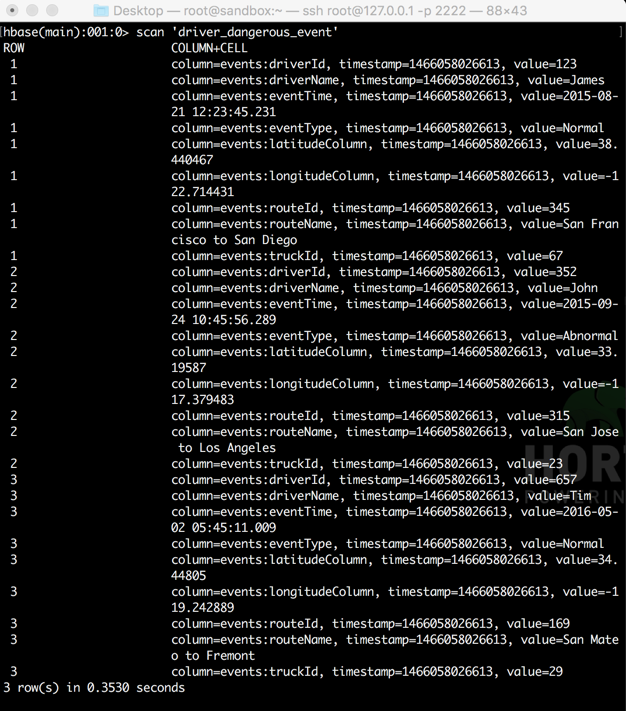 Desktop — root@sandbox:~ — ssh root@127.0.0.1 -p 2222 — 88×43
[hbase(main):001:0> scan 'driver_dangerous_event' ]
ROW COLUMN+CELL
1 column=events:driverId, timestamp=1466058026613, value=123
1 column=events:driverName, timestamp=1466058026613, value=James
1 column=events:eventTime, timestamp=1466058026613, value=2015-08-
21 12:23:45.231
1 column=events:eventType, timestamp=1466058026613, value=Normal
1 column=events:latitudeColumn, timestamp=1466058026613, value=38.
440467
1 column=events:longitudeColumn, timestamp=1466058026613, value=-1
22.714431
1 column=events:routeId, timestamp=1466058026613, value=345
1 column=events:routeName, timestamp=1466058026613, value=San Fran
cisco to San Diego
1 column=events:truckId, timestamp=1466058026613, value=67
2 column=events:driverId, timestamp=1466058026613, value=352
2 column=events:driverName, timestamp=1466058026613, value=John
2 column=events:eventTime, timestamp=1466058026613, value=2015-09-
24 10:45:56.289
2 column=events:eventType, timestamp=1466058026613, value=Abnormal
2 column=events:latitudeColumn, timestamp=1466058026613, value=33.
19587
2 column=events:longitudeColumn, timestamp=1466058026613, value=-1
17.379483
2 column=events:routeId, timestamp=1466058026613, value=315
2 column=events:routeName, timestamp=1466058026613, value=San Jose
to Los Angeles
2 column=events:truckId, timestamp=1466058026613, value=23
3 column=events:driverId, timestamp=1466058026613, value=657
3 column=events:driverName, timestamp=1466058026613, value=Tim
3 column=events:eventTime, timestamp=1466058026613, value=2016-05-
02 05:45:11.009
3 column=events:eventType, timestamp=1466058026613, value=Normal
3 column=events:latitudeColumn, timestamp=1466058026613, value=34.
44805
3 column=events:longitudeColumn, timestamp=1466058026613, value=-1
19.242889
3 column=events:routeId, timestamp=1466058026613, value=169
3 column=events:routeName, timestamp=1466058026613, value=San Mate
o to Fremont
3 column=events:truckId, timestamp=1466058026613, value=29
3 row(s) in 0.3530 seconds
HORT
POWERIN